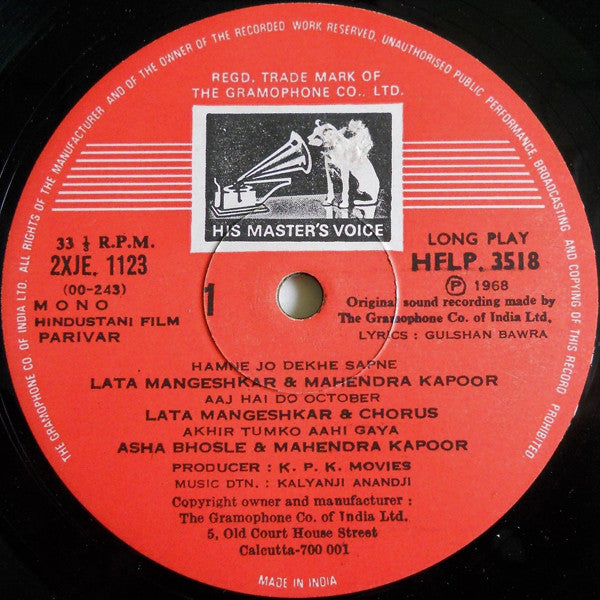 ALL RIGHTS OF THE MANUFACTURER AND OF THE OWNER OF THE RECORDED WORK RESERVED. UNAUTHORISED PUBLIC PERFORMANCE, BROADCASTING AND COPYING OF THIS RECORD PROHIBITED
THE GRAMOPHONE CO. OF INDIA LTD.
REGD. TRADE MARK OF
THE GRAMOPHONE CO., LTD.
HIS MASTER'S VOICE
33 ⅓ R.P.M.
2XJE. 1123
(00-243)
MONO
HINDUSTANI FILM
PARIVAR
1
LONG PLAY
HFLP. 3518
Ⓟ 1968
Original sound recording made by
The Gramophone Co. of India Ltd.
LYRICS : GULSHAN BAWRA
HAMNE JO DEKHE SAPNE
LATA MANGESHKAR & MAHENDRA KAPOOR
AAJ HAI DO OCTOBER
LATA MANGESHKAR & CHORUS
AKHIR TUMKO AAHI GAYA
ASHA BHOSLE & MAHENDRA KAPOOR
PRODUCER : K. P. K. MOVIES
MUSIC DTN. : KALYANJI ANANDJI
Copyright owner and manufacturer :
The Gramophone Co. of India Ltd.
5, Old Court House Street
Calcutta-700 001
MADE IN INDIA